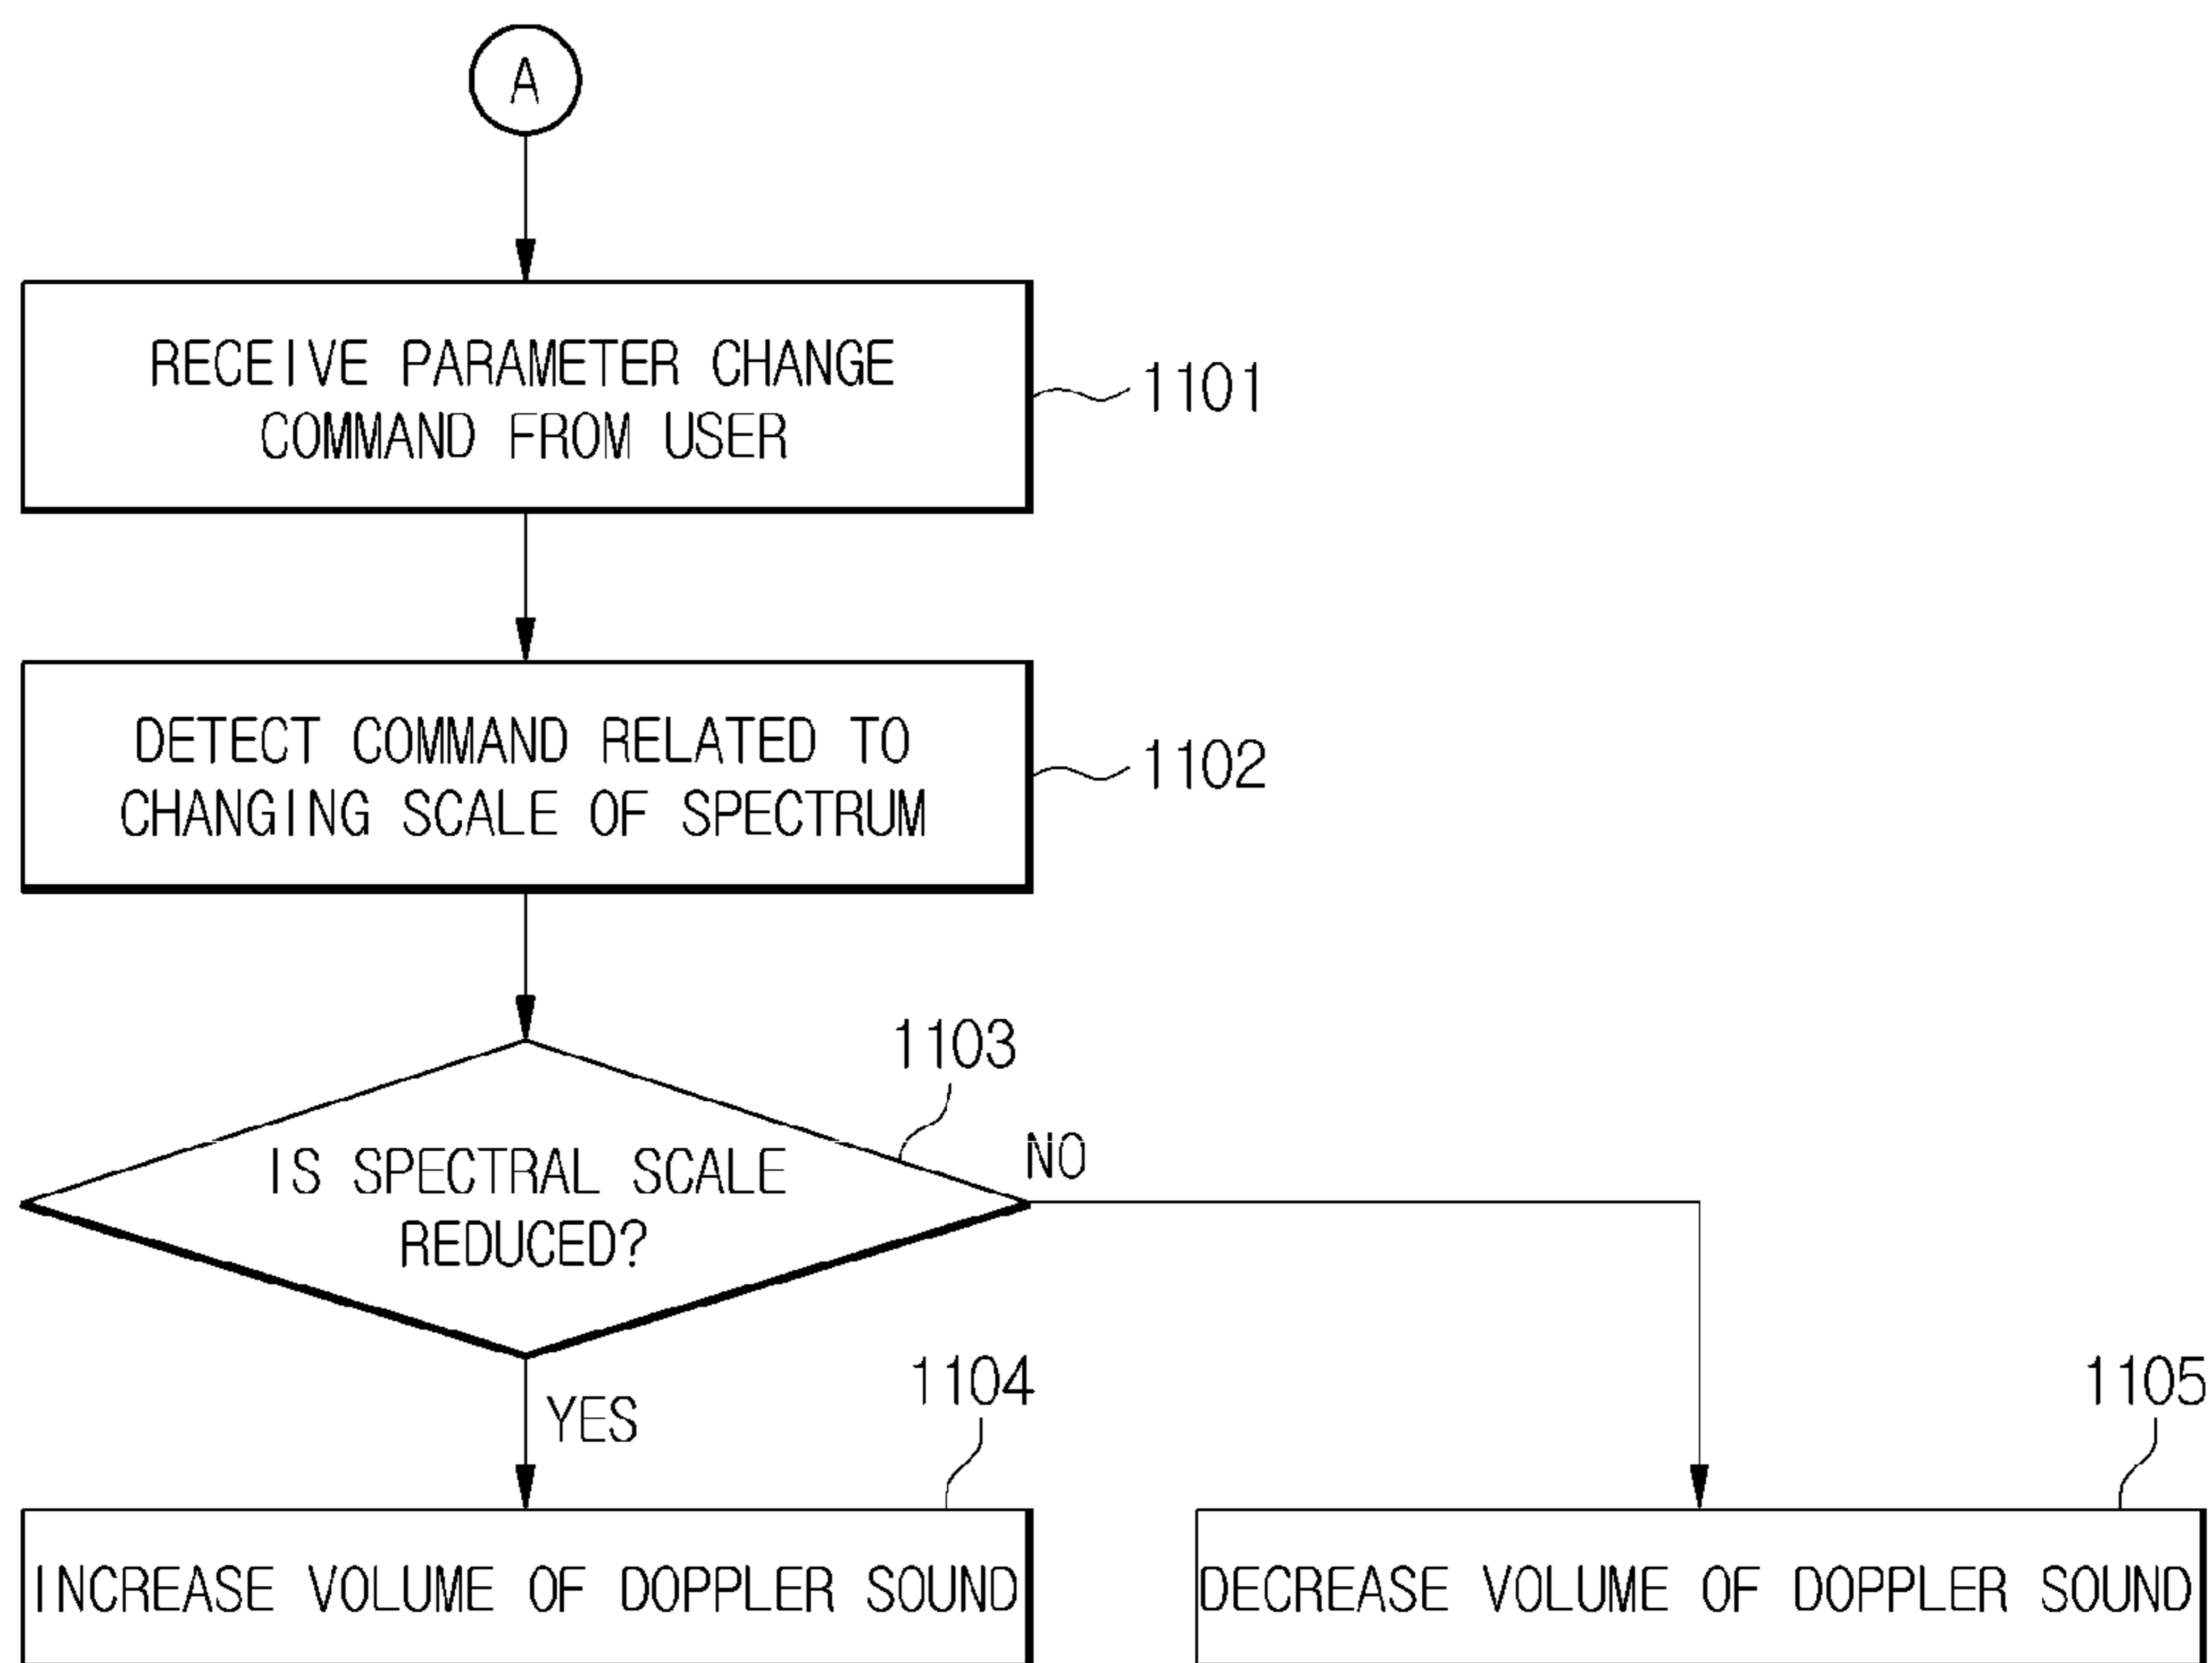 A
RECEIVE PARAMETER CHANGE
COMMAND FROM USER
1101
DETECT COMMAND RELATED TO
CHANGING SCALE OF SPECTRUM
1102
1103
IS SPECTRAL SCALE
REDUCED?
NO
YES
1104
1105
INCREASE VOLUME OF DOPPLER SOUND
DECREASE VOLUME OF DOPPLER SOUND